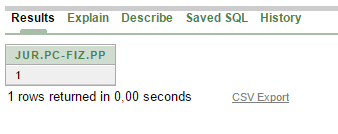 Results Explain Describe Saved SQL History
JUR.PC-FIZ.PP
1
1 rows returned in 0,00 seconds CSV Export